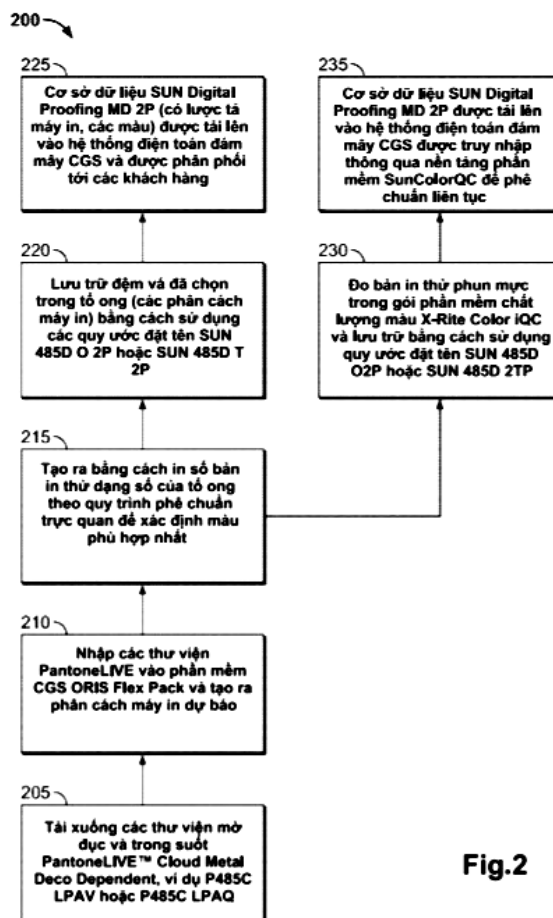 200
225
Cơ sở dữ liệu SUN Digital
Proofing MD 2P (có lược tả
máy in, các màu) được tải lên
vào hệ thống điện toán đám
mây CGS và được phân phối
tới các khách hàng
235
Cơ sở dữ liệu SUN Digital
Proofing MD 2P được tải lên
vào hệ thống điện toán đám
mây CGS được truy nhập
thông qua nền tảng phần
mềm SunColorQC để phê
chuẩn liên tục
220
Lưu trữ đệm và đã chọn
trong tổ ong (các phân cách
máy in) bằng cách sử dụng
các quy ước đặt tên SUN
485D O 2P hoặc SUN 485D T
2P
230
Đo bản in thử phun mực
trong gói phần mềm chất
lượng màu X-Rite Color iQC
và lưu trữ bằng cách sử dụng
quy ước đặt tên SUN 485D
O2P hoặc SUN 485D 2TP
215
Tạo ra bằng cách in số bản
in thử dạng số của tổ ong
theo quy trình phê chuẩn
trực quan để xác định màu
phù hợp nhất
210
Nhập các thư viện
PantoneLIVE vào phần mềm
CGS ORIS Flex Pack và tạo ra
phân cách máy in dự báo
205
Tải xuống các thư viện mờ
đục và trong suốt
PantoneLIVE™ Cloud Metal
Deco Dependent, ví dụ P485C
LPAV hoặc P485C LPAQ
Fig.2